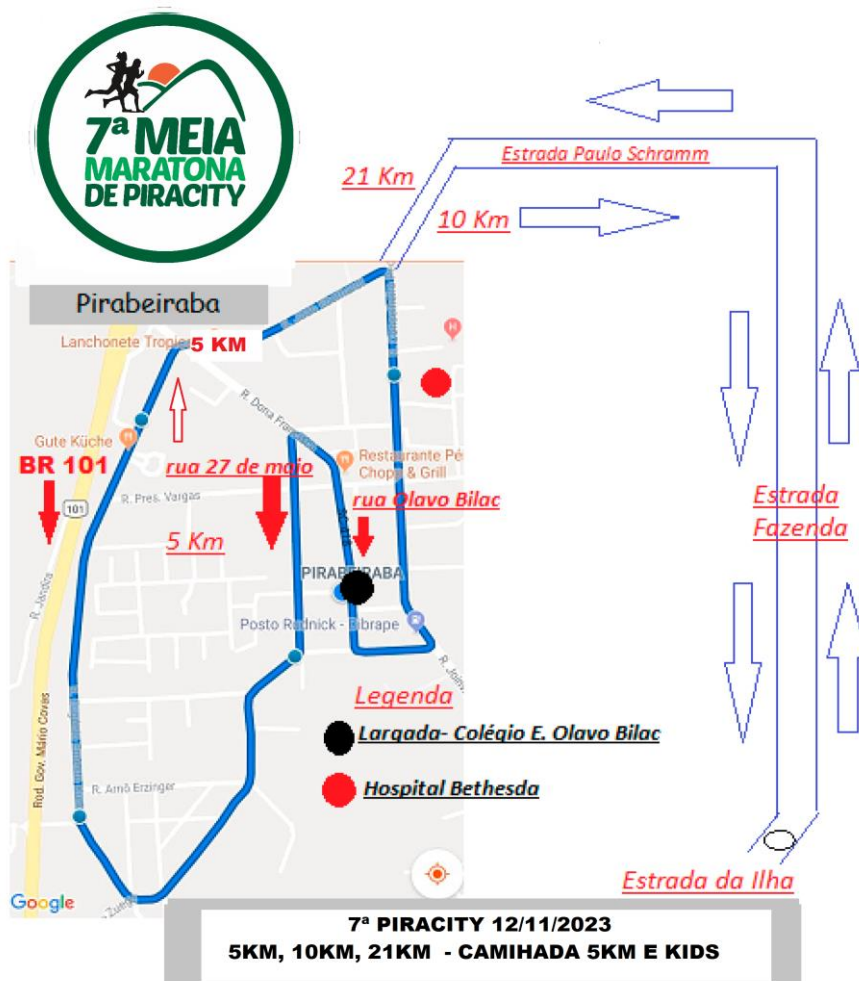 7ª MEIA
MARATONA
DE PIRACITY
Estrada Paulo Schramm
21 Km
10 Km
Pirabeiraba
Lanchonete Tropic
5 KM
R. Dona Fran
Gute Küche
BR 101
rua 27 de maio
Restaurante Pé
Chopp & Grill
R. Pres. Vargas
rua Olavo Bilac
101
Estrada
Fazenda
5 Km
PIRABEIRABA
R. Jandira
Posto Rudnick - Bibrape
R. Joinv
Legenda
Largada- Colégio E. Olavo Bilac
Rod. Gov. Mário Covas
R. Arnô Erzinger
Hospital Bethesda
Estrada da Ilha
Google
7ª PIRACITY 12/11/2023
5KM, 10KM, 21KM - CAMIHADA 5KM E KIDS